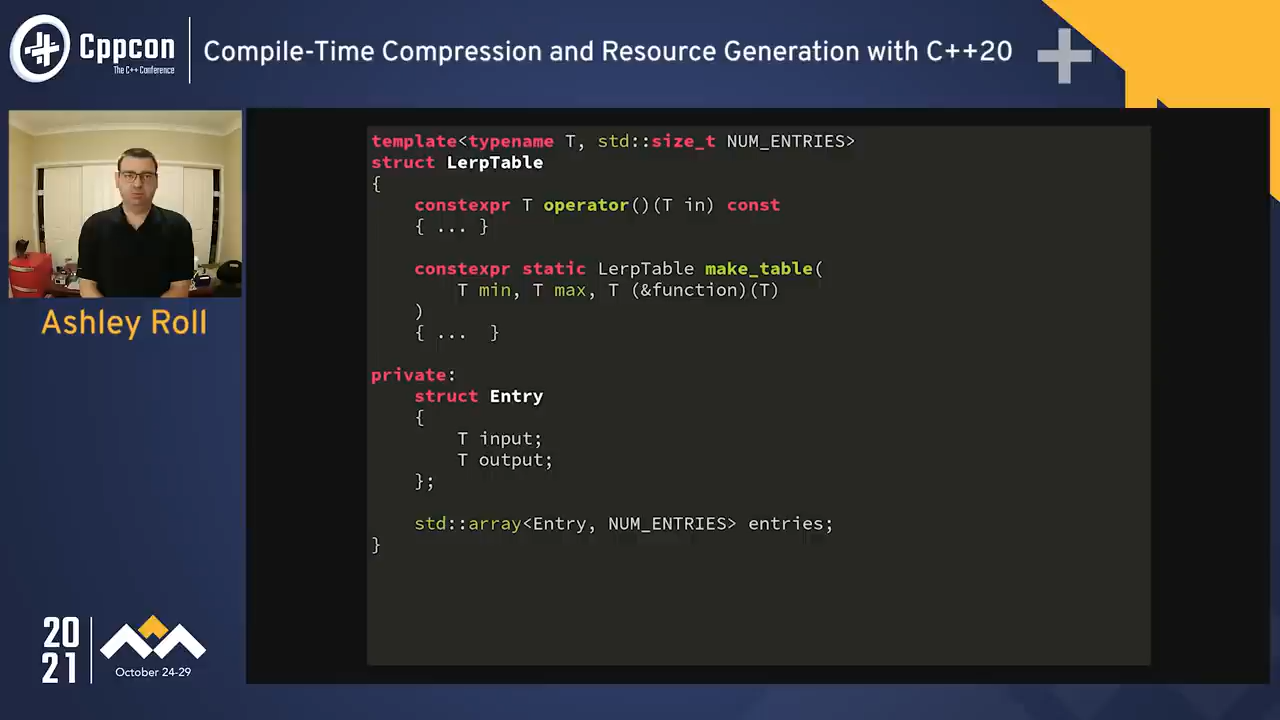 Cppcon
The C++ Conference
Compile-Time Compression and Resource Generation with C++20
Ashley Roll
20
21
October 24-29
template<typename T, std::size_t NUM_ENTRIES>
struct LerpTable
{
    constexpr T operator()(T in) const
    { ... }
    constexpr static LerpTable make_table(
        T min, T max, T (&function)(T)
    )
    { ...  }
private:
    struct Entry
    {
        T input;
        T output;
    };
    std::array<Entry, NUM_ENTRIES> entries;
}